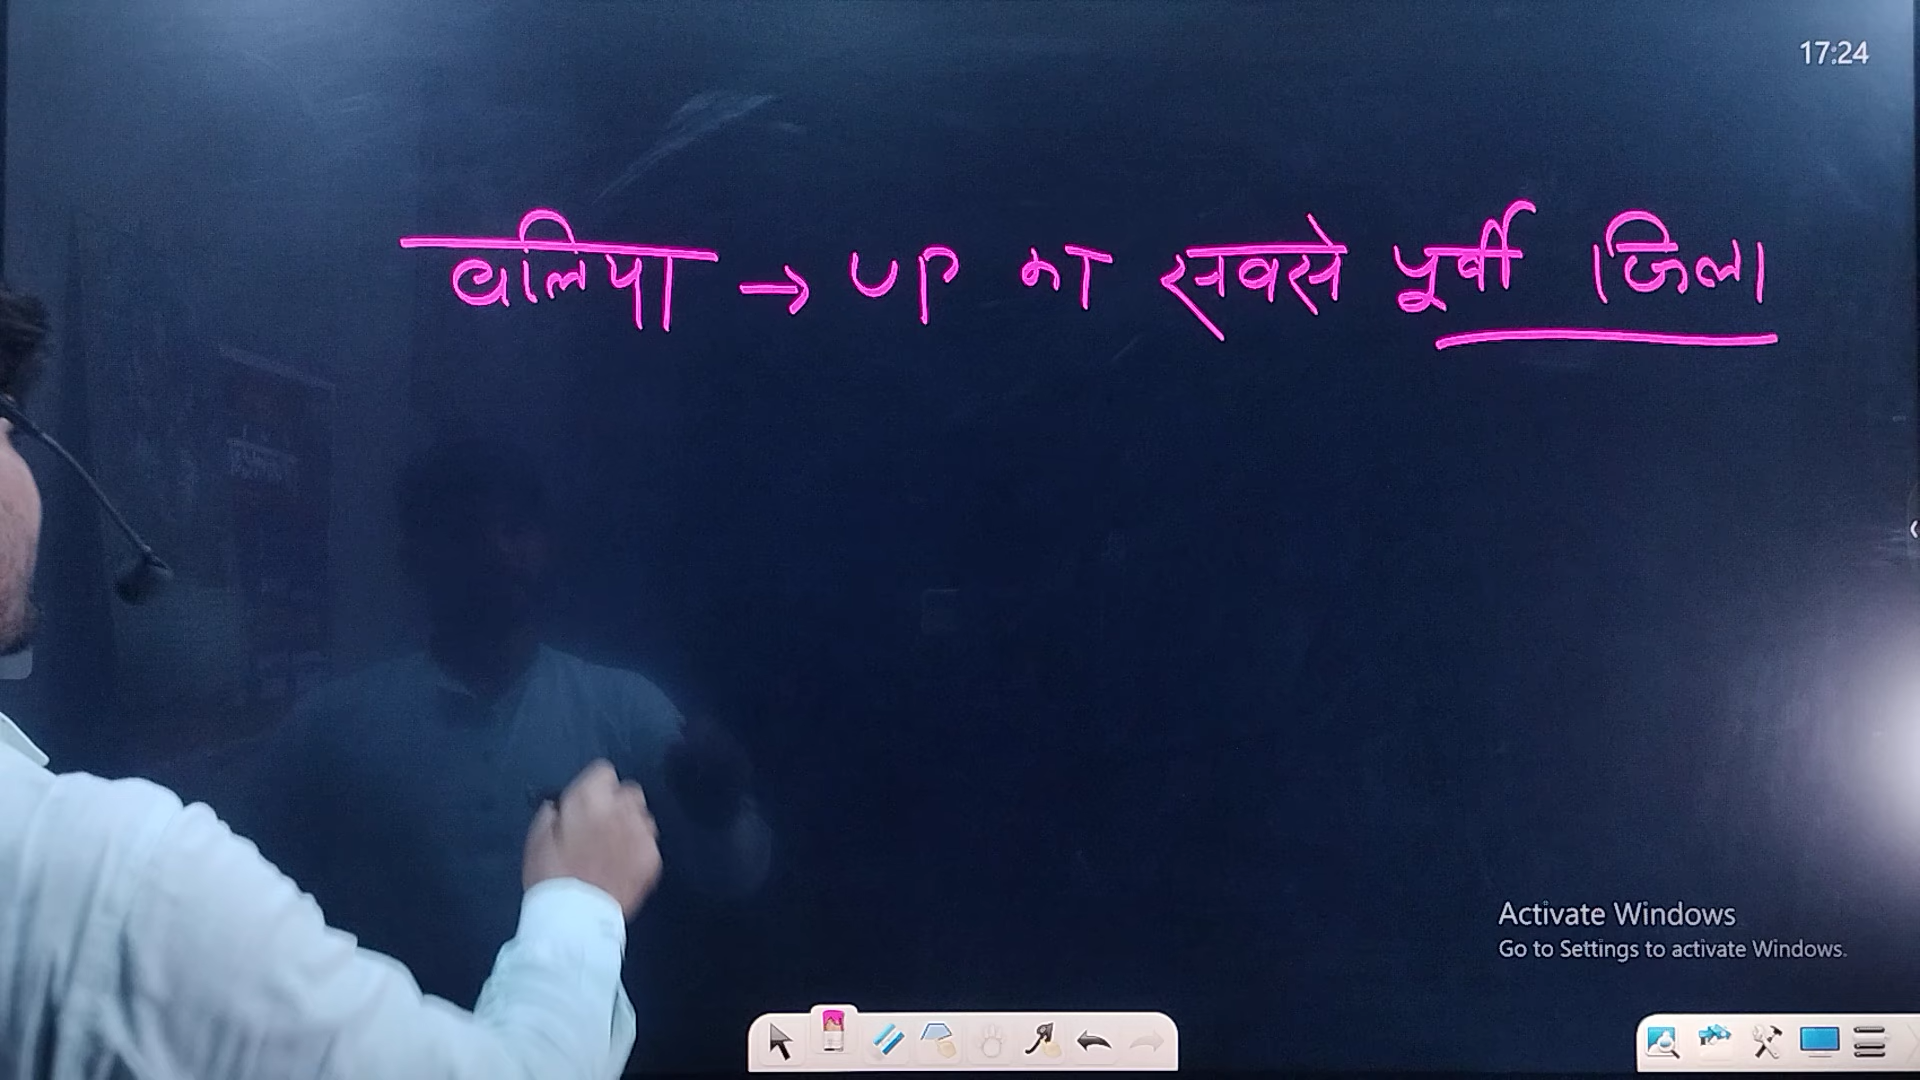 17:24
बलिया → UP का सबसे पूर्वी जिला
Activate Windows
Go to Settings to activate Windows.